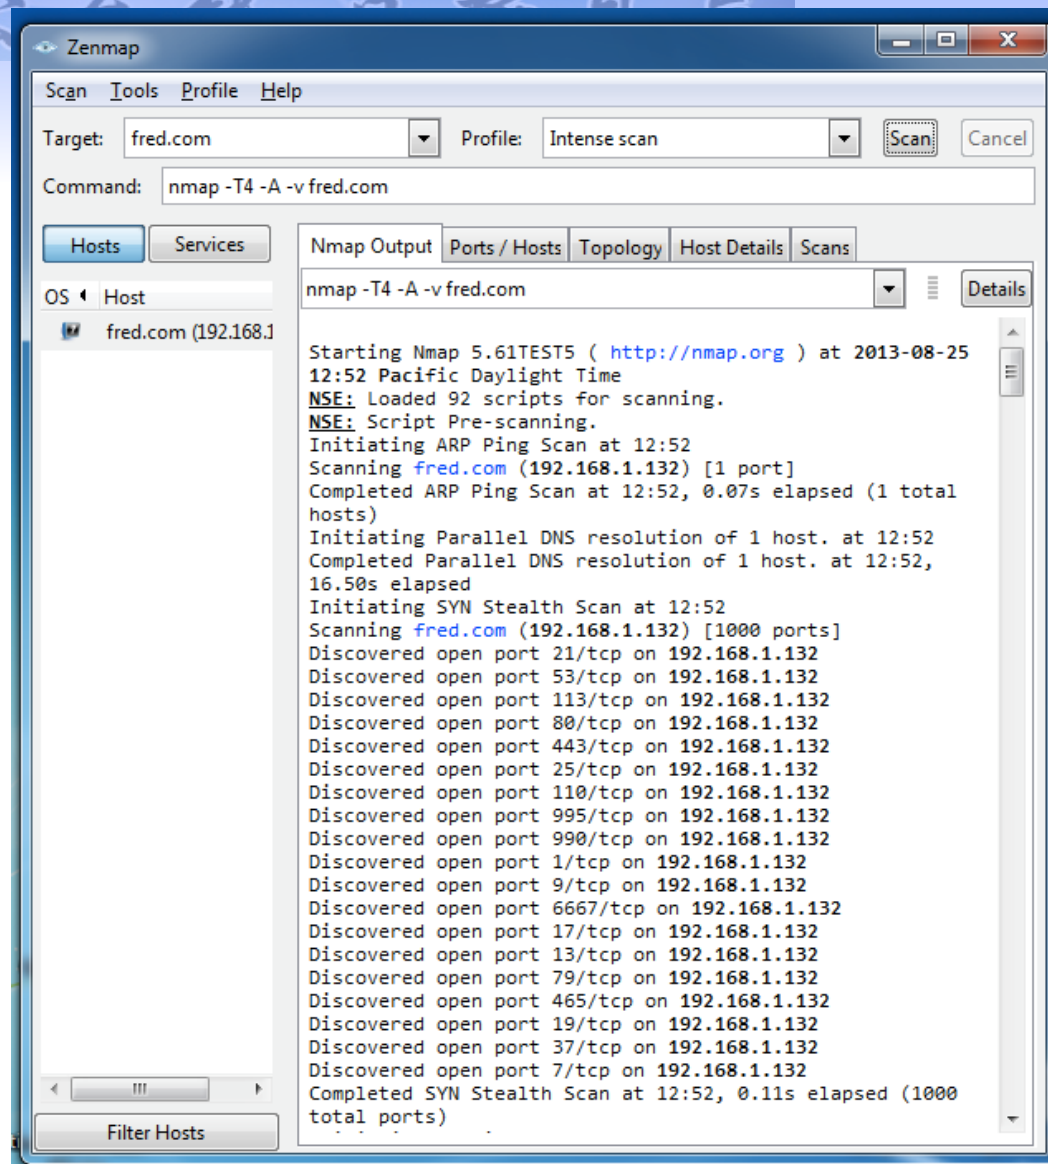 Zenmap
Scan Tools Profile Help
Target: fred.com Profile: Intense scan Scan Cancel
Command: nmap -T4 -A -v fred.com
Hosts Services
Nmap Output Ports / Hosts Topology Host Details Scans
OS Host
nmap -T4 -A -v fred.com Details
fred.com (192.168.1
Starting Nmap 5.61TEST5 ( http://nmap.org ) at 2013-08-25
12:52 Pacific Daylight Time
NSE: Loaded 92 scripts for scanning.
NSE: Script Pre-scanning.
Initiating ARP Ping Scan at 12:52
Scanning fred.com (192.168.1.132) [1 port]
Completed ARP Ping Scan at 12:52, 0.07s elapsed (1 total
hosts)
Initiating Parallel DNS resolution of 1 host. at 12:52
Completed Parallel DNS resolution of 1 host. at 12:52,
16.50s elapsed
Initiating SYN Stealth Scan at 12:52
Scanning fred.com (192.168.1.132) [1000 ports]
Discovered open port 21/tcp on 192.168.1.132
Discovered open port 53/tcp on 192.168.1.132
Discovered open port 113/tcp on 192.168.1.132
Discovered open port 80/tcp on 192.168.1.132
Discovered open port 443/tcp on 192.168.1.132
Discovered open port 25/tcp on 192.168.1.132
Discovered open port 110/tcp on 192.168.1.132
Discovered open port 995/tcp on 192.168.1.132
Discovered open port 990/tcp on 192.168.1.132
Discovered open port 1/tcp on 192.168.1.132
Discovered open port 9/tcp on 192.168.1.132
Discovered open port 6667/tcp on 192.168.1.132
Discovered open port 17/tcp on 192.168.1.132
Discovered open port 13/tcp on 192.168.1.132
Discovered open port 79/tcp on 192.168.1.132
Discovered open port 465/tcp on 192.168.1.132
Discovered open port 19/tcp on 192.168.1.132
Discovered open port 37/tcp on 192.168.1.132
Discovered open port 7/tcp on 192.168.1.132
Completed SYN Stealth Scan at 12:52, 0.11s elapsed (1000
total ports)
Filter Hosts